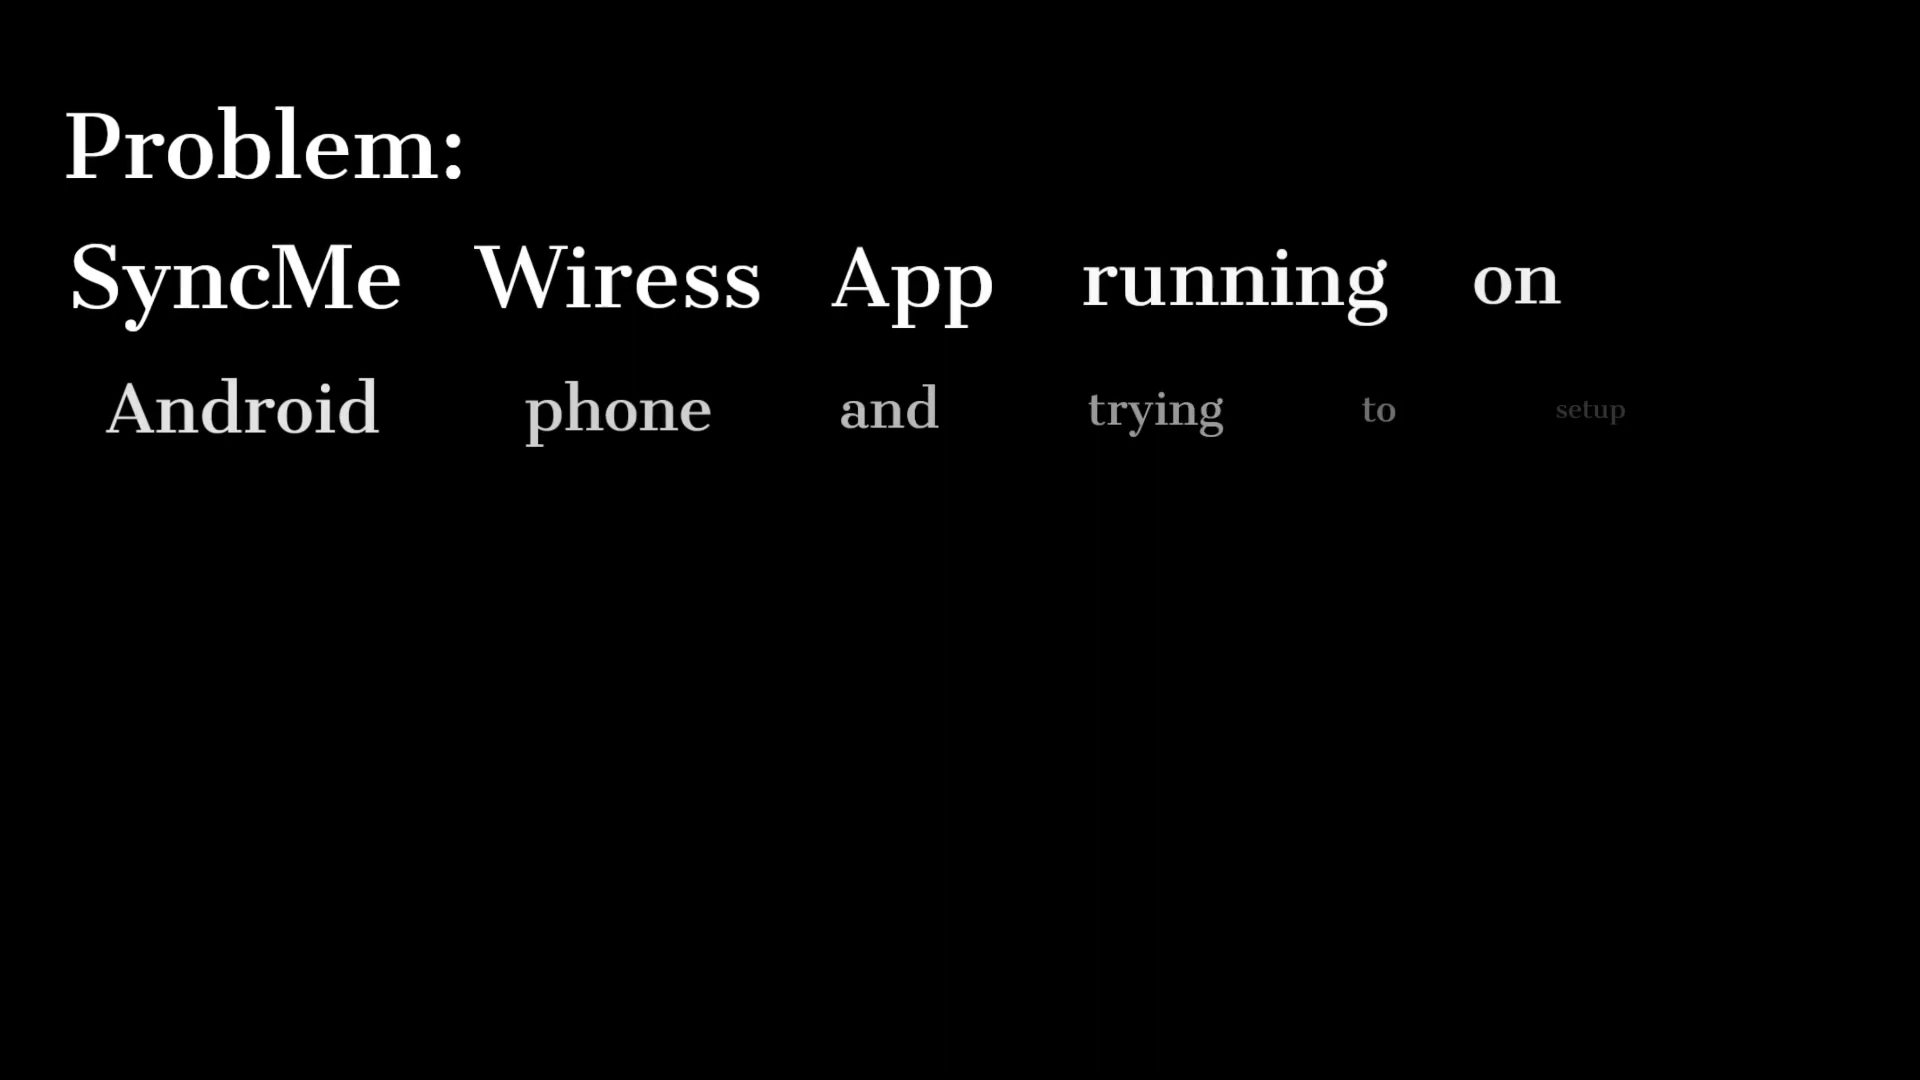 Problem:
SyncMe Wiress App running on
Android phone and trying to setup